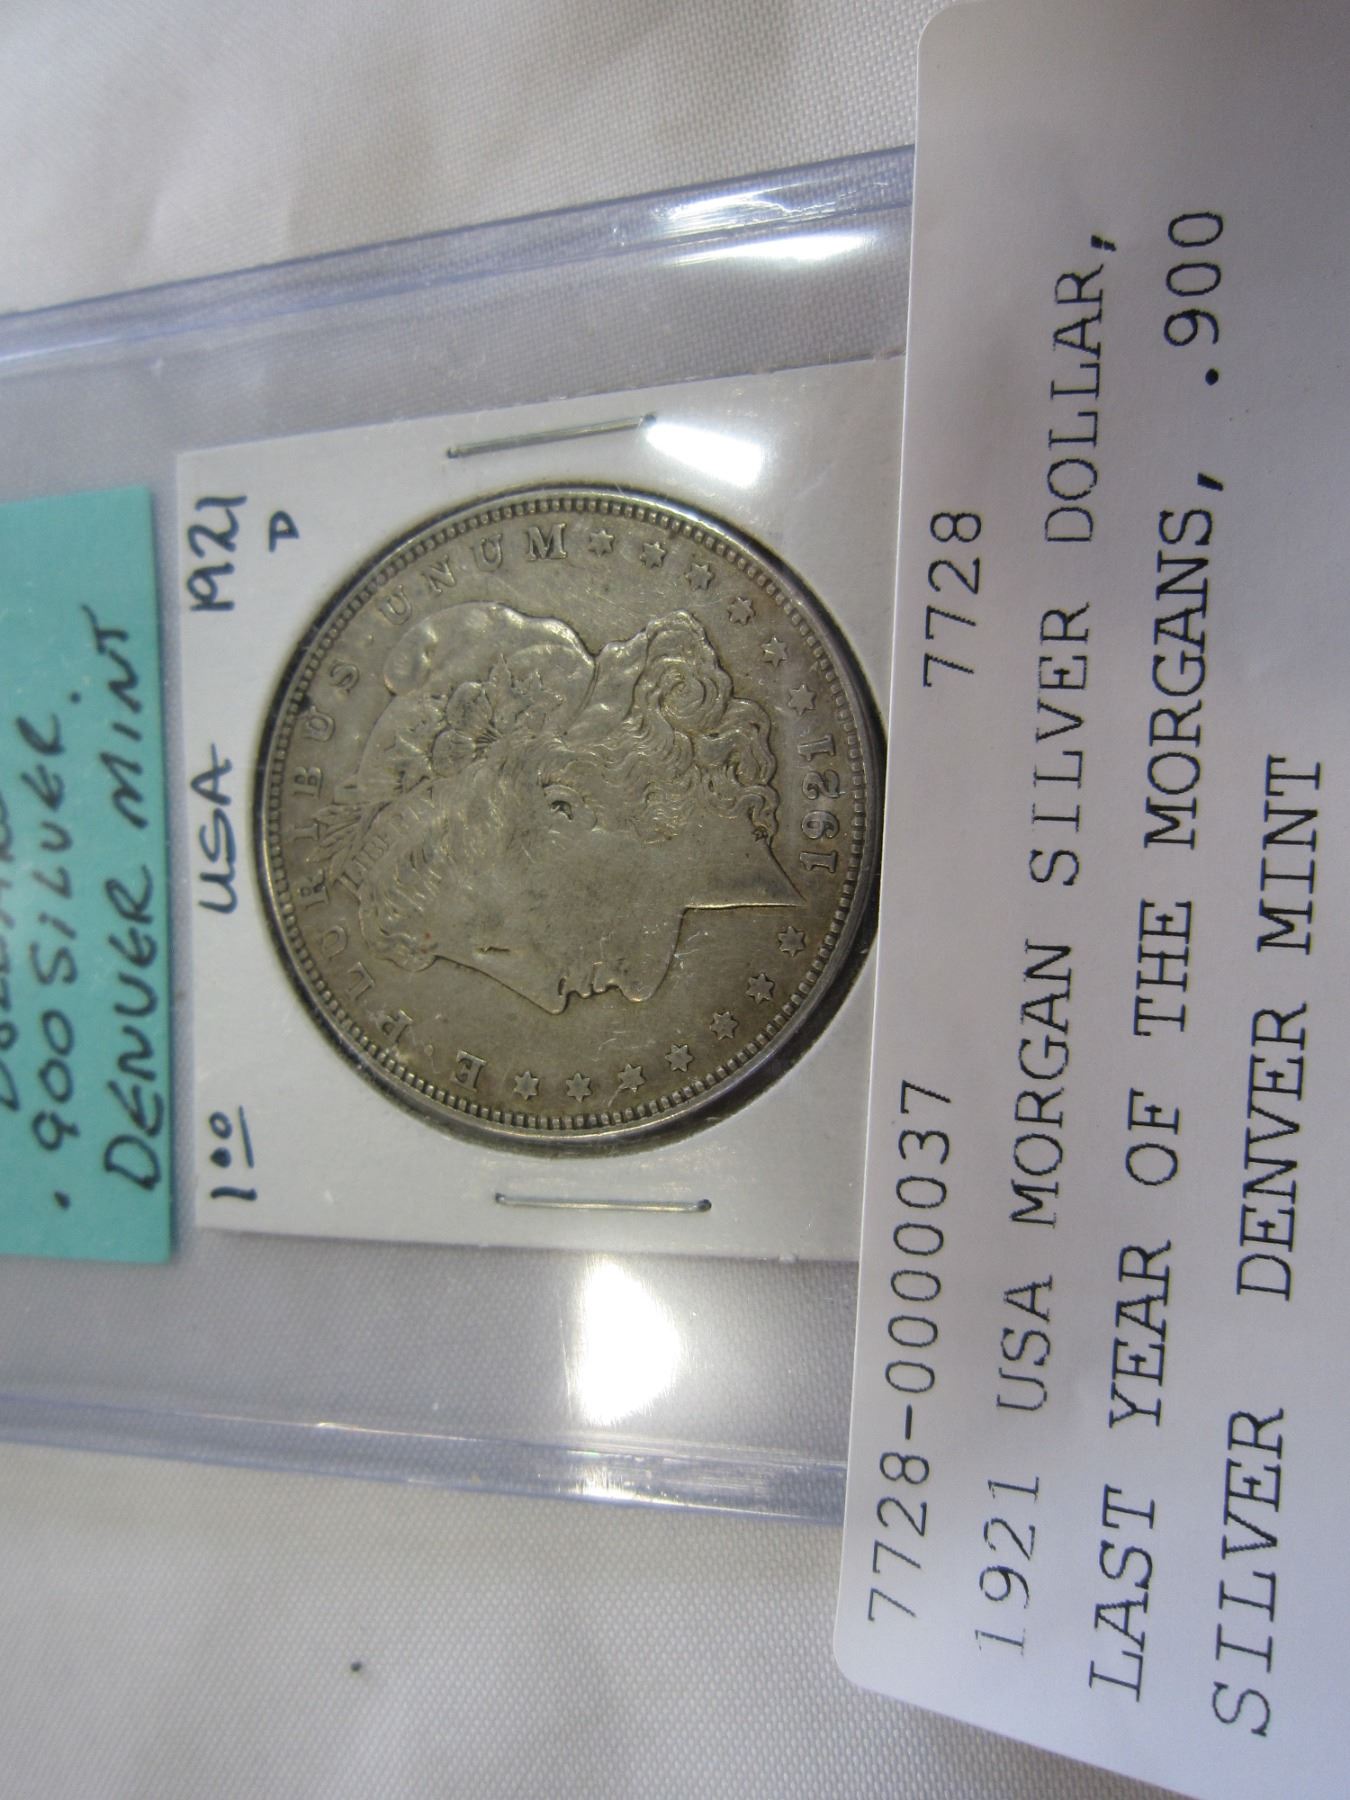 .900 SILVER.
DENVER MINT
1.00 USA 1921
D
E PLURIBUS UNUM
LIBERTY
1921
7728-0000037 7728
1921 USA MORGAN SILVER DOLLAR,
LAST YEAR OF THE MORGANS, .900
SILVER DENVER MINT